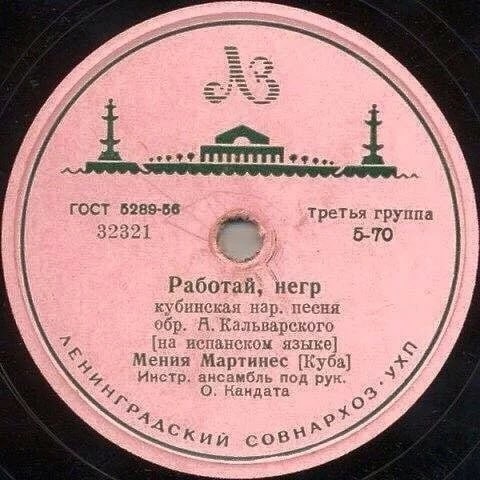 ЛЗ
ГОСТ 5289-56
32321
третья группа
5-70
Работай, негр
кубинская нар. песня
обр. А. Кальварского
[на испанском языке]
Мения Мартинес [Куба]
Инстр. ансамбль под рук.
О. Кандата
ЛЕНИНГРАДСКИЙ СОВНАРХОЗ · УХП